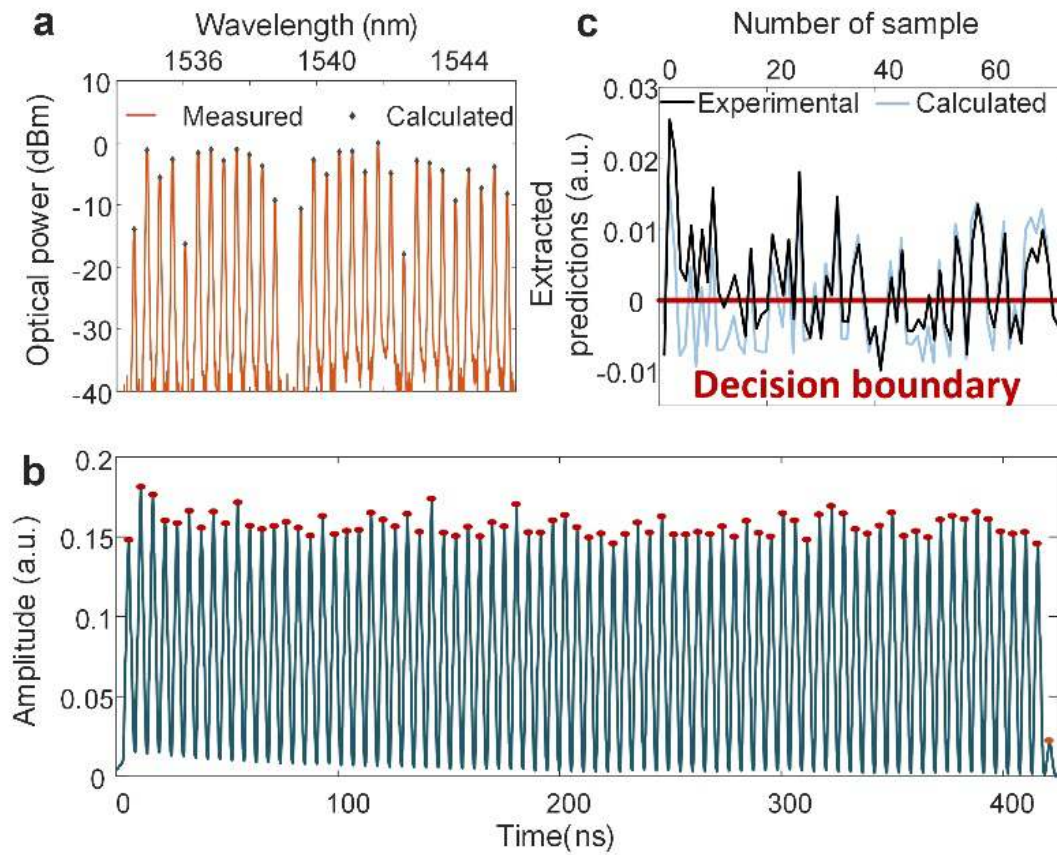 a
Wavelength (nm)
1536 1540 1544
10
0
-10
-20
-30
-40
Optical power (dBm)
Measured Calculated
c
Number of sample
0 20 40 60
0.03
0.02
0.01
0
-0.01
Extracted
predictions (a.u.)
Experimental Calculated
Decision boundary
b
0.2
0.15
0.1
0.05
0
Amplitude (a.u.)
0 100 200 300 400
Time(ns)